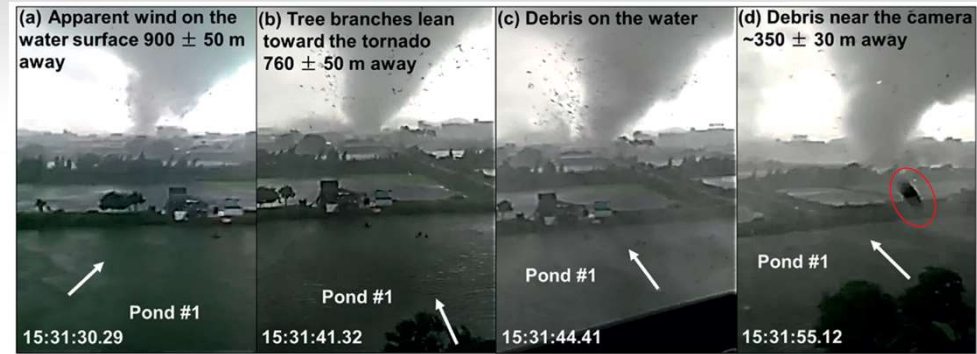 (a) Apparent wind on the
water surface 900 ± 50 m
away
Pond #1
15:31:30.29
(b) Tree branches lean
toward the tornado
760 ± 50 m away
Pond #1
15:31:41.32
(c) Debris on the water
Pond #1
15:31:44.41
(d) Debris near the camera
~350 ± 30 m away
Pond #1
15:31:55.12